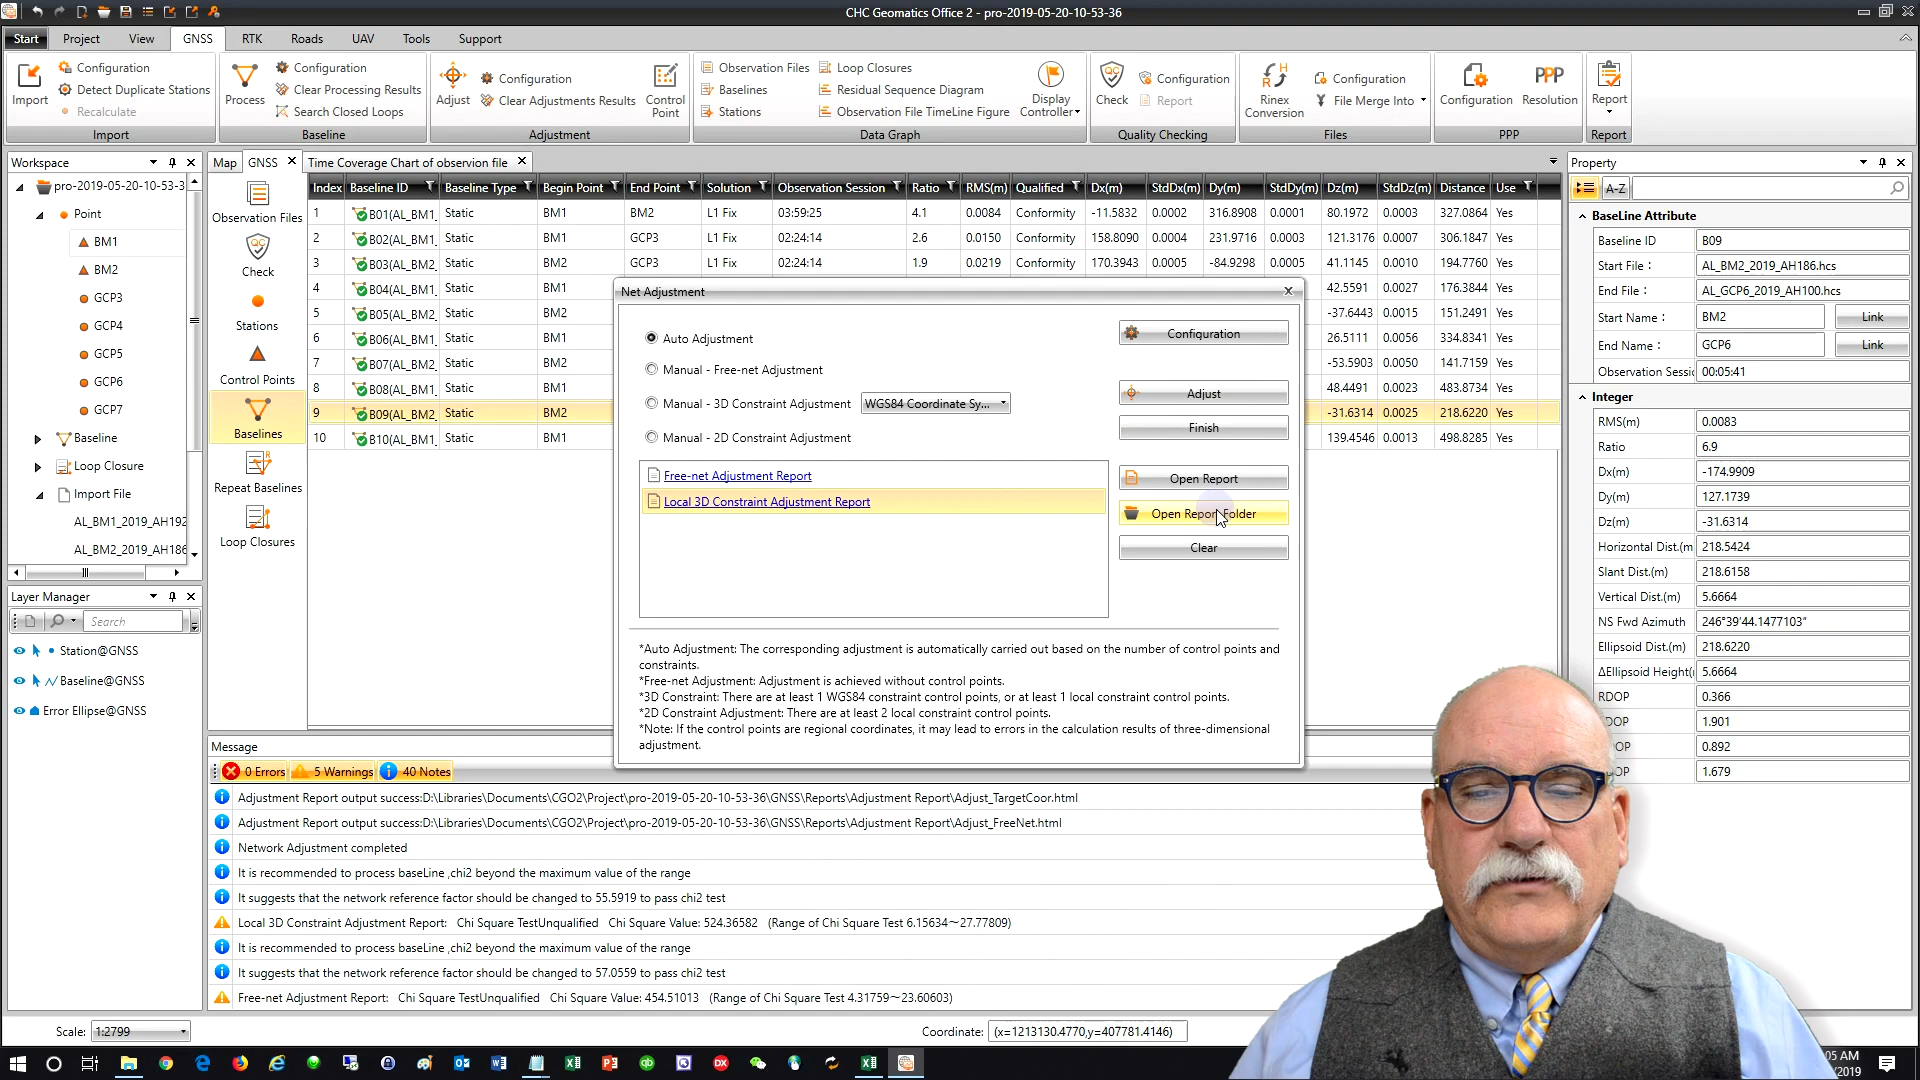 CHC Geomatics Office 2 - pro-2019-05-20-10-53-36
Start Project View GNSS RTK Roads UAV Tools Support
Import
Configuration
Detect Duplicate Stations
Recalculate
Import
Process
Configuration
Clear Processing Results
Search Closed Loops
Baseline
Adjust
Configuration
Clear Adjustments Results
Control Point
Adjustment
Observation Files
Baselines
Stations
Loop Closures
Residual Sequence Diagram
Observation File TimeLine Figure
Display Controller
Data Graph
Check
Configuration
Report
Quality Checking
Rinex Conversion
Configuration
File Merge Into
Files
Configuration
PPP
Resolution
PPP
Report
Report
Workspace
pro-2019-05-20-10-53-3
Point
BM1
BM2
GCP3
GCP4
GCP5
GCP6
GCP7
Baseline
Loop Closure
Import File
AL_BM1_2019_AH192
AL_BM2_2019_AH186
Layer Manager
Search
Station@GNSS
Baseline@GNSS
Error Ellipse@GNSS
Map GNSS Time Coverage Chart of observion file
Observation Files
QC
Check
Stations
Control Points
Baselines
Repeat Baselines
Loop Closures
Index Baseline ID Baseline Type Begin Point End Point Solution Observation Session Ratio RMS(m) Qualified Dx(m) StdDx(m) Dy(m) StdDy(m) Dz(m) StdDz(m) Distance Use
1 B01(AL_BM1_ Static BM1 BM2 L1 Fix 03:59:25 4.1 0.0084 Conformity -11.5832 0.0002 316.8908 0.0001 80.1972 0.0003 327.0864 Yes
2 B02(AL_BM1_ Static BM1 GCP3 L1 Fix 02:24:14 2.6 0.0150 Conformity 158.8090 0.0004 231.9716 0.0003 121.3176 0.0007 306.1847 Yes
3 B03(AL_BM2_ Static BM2 GCP3 L1 Fix 02:24:14 1.9 0.0219 Conformity 170.3943 0.0005 -84.9298 0.0005 41.1145 0.0010 194.7760 Yes
4 B04(AL_BM1_ Static BM1 42.5591 0.0027 176.3844 Yes
5 B05(AL_BM2_ Static BM2 -37.6443 0.0015 151.2491 Yes
6 B06(AL_BM1_ Static BM1 26.5111 0.0056 334.8341 Yes
7 B07(AL_BM2_ Static BM2 -53.5903 0.0050 141.7159 Yes
8 B08(AL_BM1_ Static BM1 48.4491 0.0023 483.8734 Yes
9 B09(AL_BM2_ Static BM2 -31.6314 0.0025 218.6220 Yes
10 B10(AL_BM1_ Static BM1 139.4546 0.0013 498.8285 Yes
Net Adjustment
Auto Adjustment
Manual - Free-net Adjustment
Manual - 3D Constraint Adjustment WGS84 Coordinate Sy...
Manual - 2D Constraint Adjustment
Free-net Adjustment Report
Local 3D Constraint Adjustment Report
Configuration
Adjust
Finish
Open Report
Open Report Folder
Clear
*Auto Adjustment: The corresponding adjustment is automatically carried out based on the number of control points and
constraints.
*Free-net Adjustment: Adjustment is achieved without control points.
*3D Constraint: There are at least 1 WGS84 constraint control points, or at least 1 local constraint control points.
*2D Constraint Adjustment: There are at least 2 local constraint control points.
*Note: If the control points are regional coordinates, it may lead to errors in the calculation results of three-dimensional
adjustment.
Message
0 Errors 5 Warnings 40 Notes
Adjustment Report output success:D:\Libraries\Documents\CGO2\Project\pro-2019-05-20-10-53-36\GNSS\Reports\Adjustment Report\Adjust_TargetCoor.html
Adjustment Report output success:D:\Libraries\Documents\CGO2\Project\pro-2019-05-20-10-53-36\GNSS\Reports\Adjustment Report\Adjust_FreeNet.html
Network Adjustment completed
It is recommended to process baseLine ,chi2 beyond the maximum value of the range
It suggests that the network reference factor should be changed to 55.5919 to pass chi2 test
Local 3D Constraint Adjustment Report: Chi Square TestUnqualified Chi Square Value: 524.36582 (Range of Chi Square Test 6.15634~27.77809)
It is recommended to process baseLine ,chi2 beyond the maximum value of the range
It suggests that the network reference factor should be changed to 57.0559 to pass chi2 test
Free-net Adjustment Report: Chi Square TestUnqualified Chi Square Value: 454.51013 (Range of Chi Square Test 4.31759~23.60603)
Property
A-Z
BaseLine Attribute
Baseline ID B09
Start File : AL_BM2_2019_AH186.hcs
End File : AL_GCP6_2019_AH100.hcs
Start Name : BM2 Link
End Name : GCP6 Link
Observation Sessi 00:05:41
Integer
RMS(m) 0.0083
Ratio 6.9
Dx(m) -174.9909
Dy(m) 127.1739
Dz(m) -31.6314
Horizontal Dist.(m 218.5424
Slant Dist.(m) 218.6158
Vertical Dist.(m) 5.6664
NS Fwd Azimuth 246°39'44.1477103"
Ellipsoid Dist.(m) 218.6220
ΔEllipsoid Height( 5.6664
RDOP 0.366
DOP 1.901
OP 0.892
OP 1.679
Scale: 1:2799
Coordinate: (x=1213130.4770,y=407781.4146)
05 AM
/2019